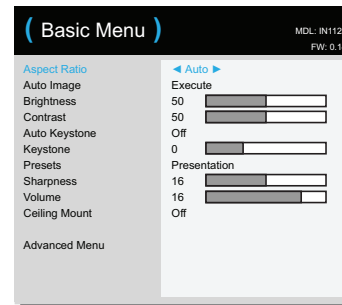 ( Basic Menu )
MDL: IN112
FW: 0.1
Aspect Ratio ◄ Auto ►
Auto Image Execute
Brightness 50
Contrast 50
Auto Keystone Off
Keystone 0
Presets Presentation
Sharpness 16
Volume 16
Ceiling Mount Off
Advanced Menu